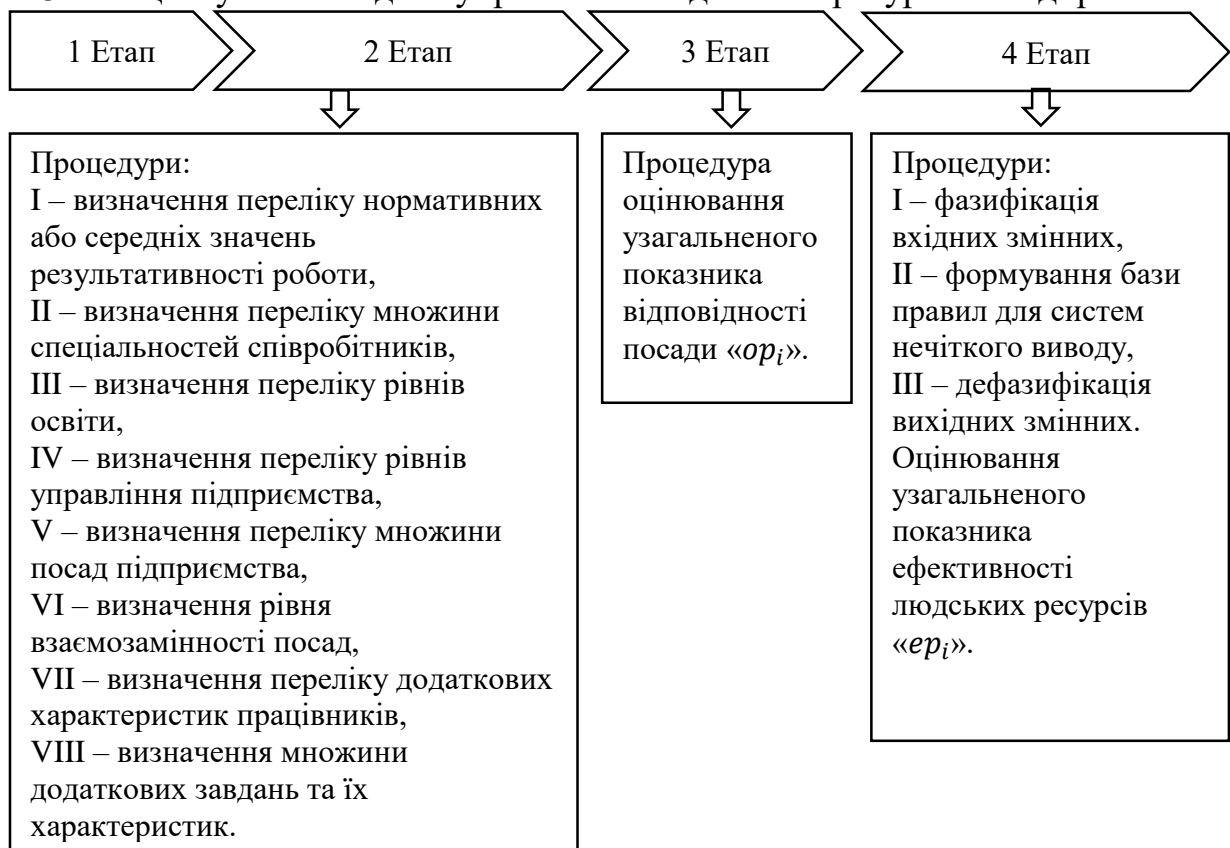 1 Етап
2 Етап
3 Етап
4 Етап
Процедури:
I – визначення переліку нормативних
або середніх значень
результативності роботи,
II – визначення переліку множини
спеціальностей співробітників,
III – визначення переліку рівнів
освіти,
IV – визначення переліку рівнів
управління підприємства,
V – визначення переліку множини
посад підприємства,
VI – визначення рівня
взаємозамінності посад,
VII – визначення переліку додаткових
характеристик працівників,
VIII – визначення множини
додаткових завдань та їх
характеристик.
Процедура
оцінювання
узагальненого
показника
відповідності
посади «opᵢ».
Процедури:
I – фазифікація
вхідних змінних,
II – формування бази
правил для систем
нечіткого виводу,
III – дефазифікація
вихідних змінних.
Оцінювання
узагальненого
показника
ефективності
людських ресурсів
«epᵢ».